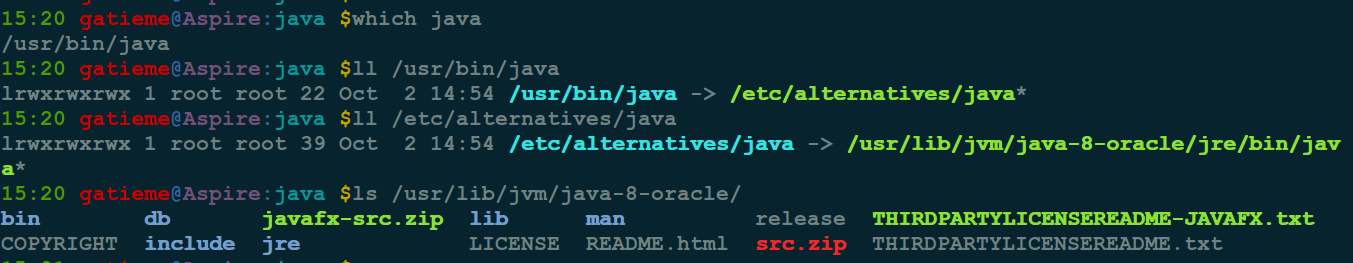 15:20 gatieme@Aspire:java $which java
/usr/bin/java
15:20 gatieme@Aspire:java $ll /usr/bin/java
lrwxrwxrwx 1 root root 22 Oct  2 14:54 /usr/bin/java -> /etc/alternatives/java*
15:20 gatieme@Aspire:java $ll /etc/alternatives/java
lrwxrwxrwx 1 root root 39 Oct  2 14:54 /etc/alternatives/java -> /usr/lib/jvm/java-8-oracle/jre/bin/jav
a*
15:20 gatieme@Aspire:java $ls /usr/lib/jvm/java-8-oracle/
bin        db       javafx-src.zip  lib      man          release  THIRDPARTYLICENSEREADME-JAVAFX.txt
COPYRIGHT  include  jre             LICENSE  README.html  src.zip  THIRDPARTYLICENSEREADME.txt